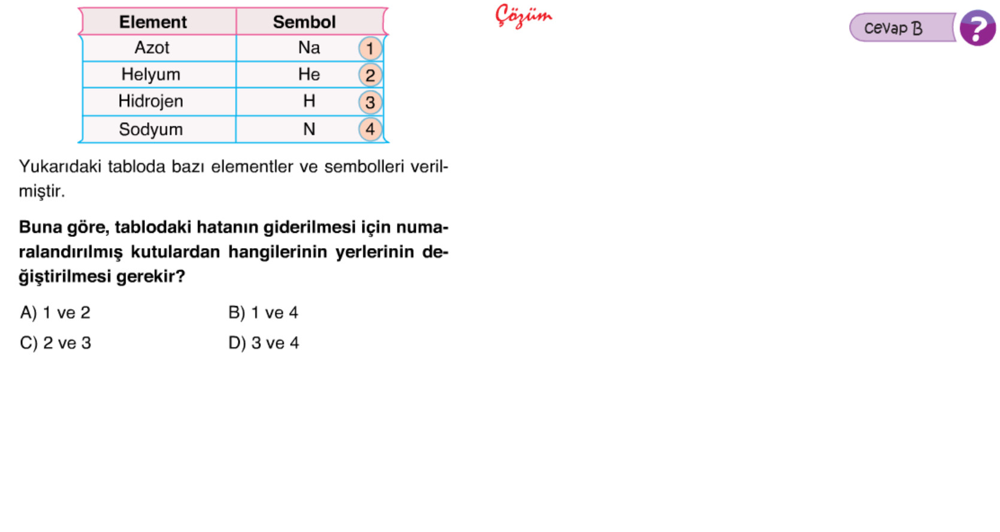 Element Sembol
Azot Na 1
Helyum He 2
Hidrojen H 3
Sodyum N 4
Yukarıdaki tabloda bazı elementler ve sembolleri veril-
miştir.
Buna göre, tablodaki hatanın giderilmesi için numa-
ralandırılmış kutulardan hangilerinin yerlerinin de-
ğiştirilmesi gerekir?
A) 1 ve 2 B) 1 ve 4
C) 2 ve 3 D) 3 ve 4
Çözüm
cevap B ?